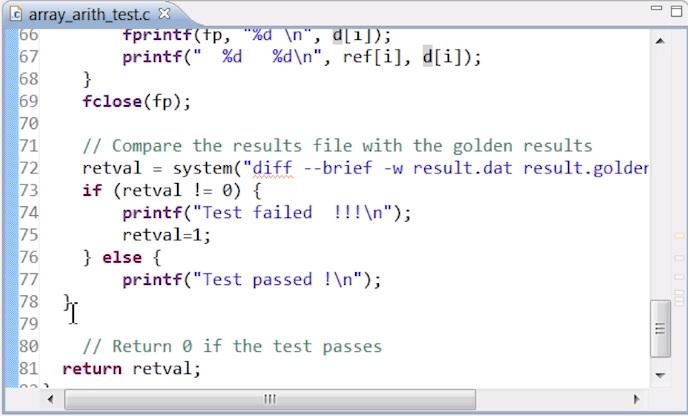 array_arith_test.c
66 fprintf(fp, "%d \n", d[i]);
67 printf("  %d   %d\n", ref[i], d[i]);
68 }
69 fclose(fp);
70
71 // Compare the results file with the golden results
72 retval = system("diff --brief -w result.dat result.golden
73 if (retval != 0) {
74 printf("Test failed  !!!\n");
75 retval=1;
76 } else {
77 printf("Test passed !\n");
78 }
79
80 // Return 0 if the test passes
81 return retval;